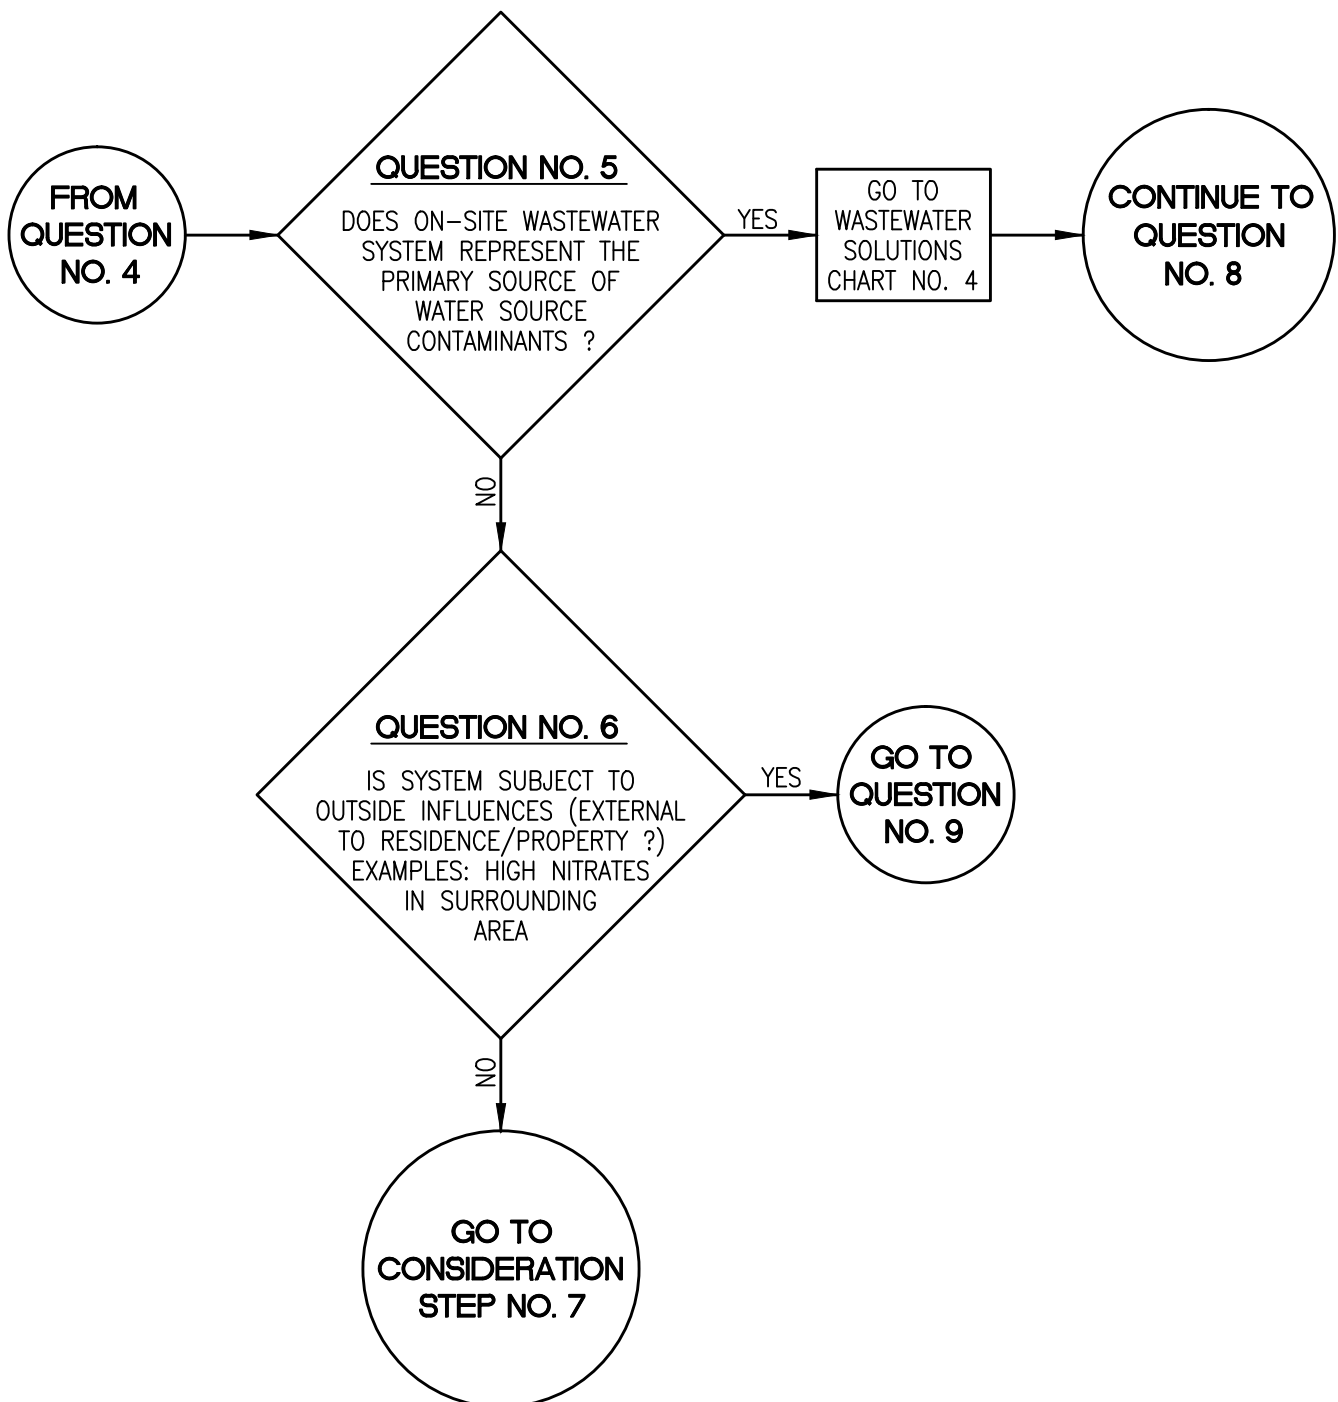 FROM
QUESTION
NO. 4
QUESTION NO. 5
DOES ON-SITE WASTEWATER
SYSTEM REPRESENT THE
PRIMARY SOURCE OF
WATER SOURCE
CONTAMINANTS ?
YES
GO TO
WASTEWATER
SOLUTIONS
CHART NO. 4
CONTINUE TO
QUESTION
NO. 8
NO
QUESTION NO. 6
IS SYSTEM SUBJECT TO
OUTSIDE INFLUENCES (EXTERNAL
TO RESIDENCE/PROPERTY ?)
EXAMPLES: HIGH NITRATES
IN SURROUNDING
AREA
YES
GO TO
QUESTION
NO. 9
NO
GO TO
CONSIDERATION
STEP NO. 7